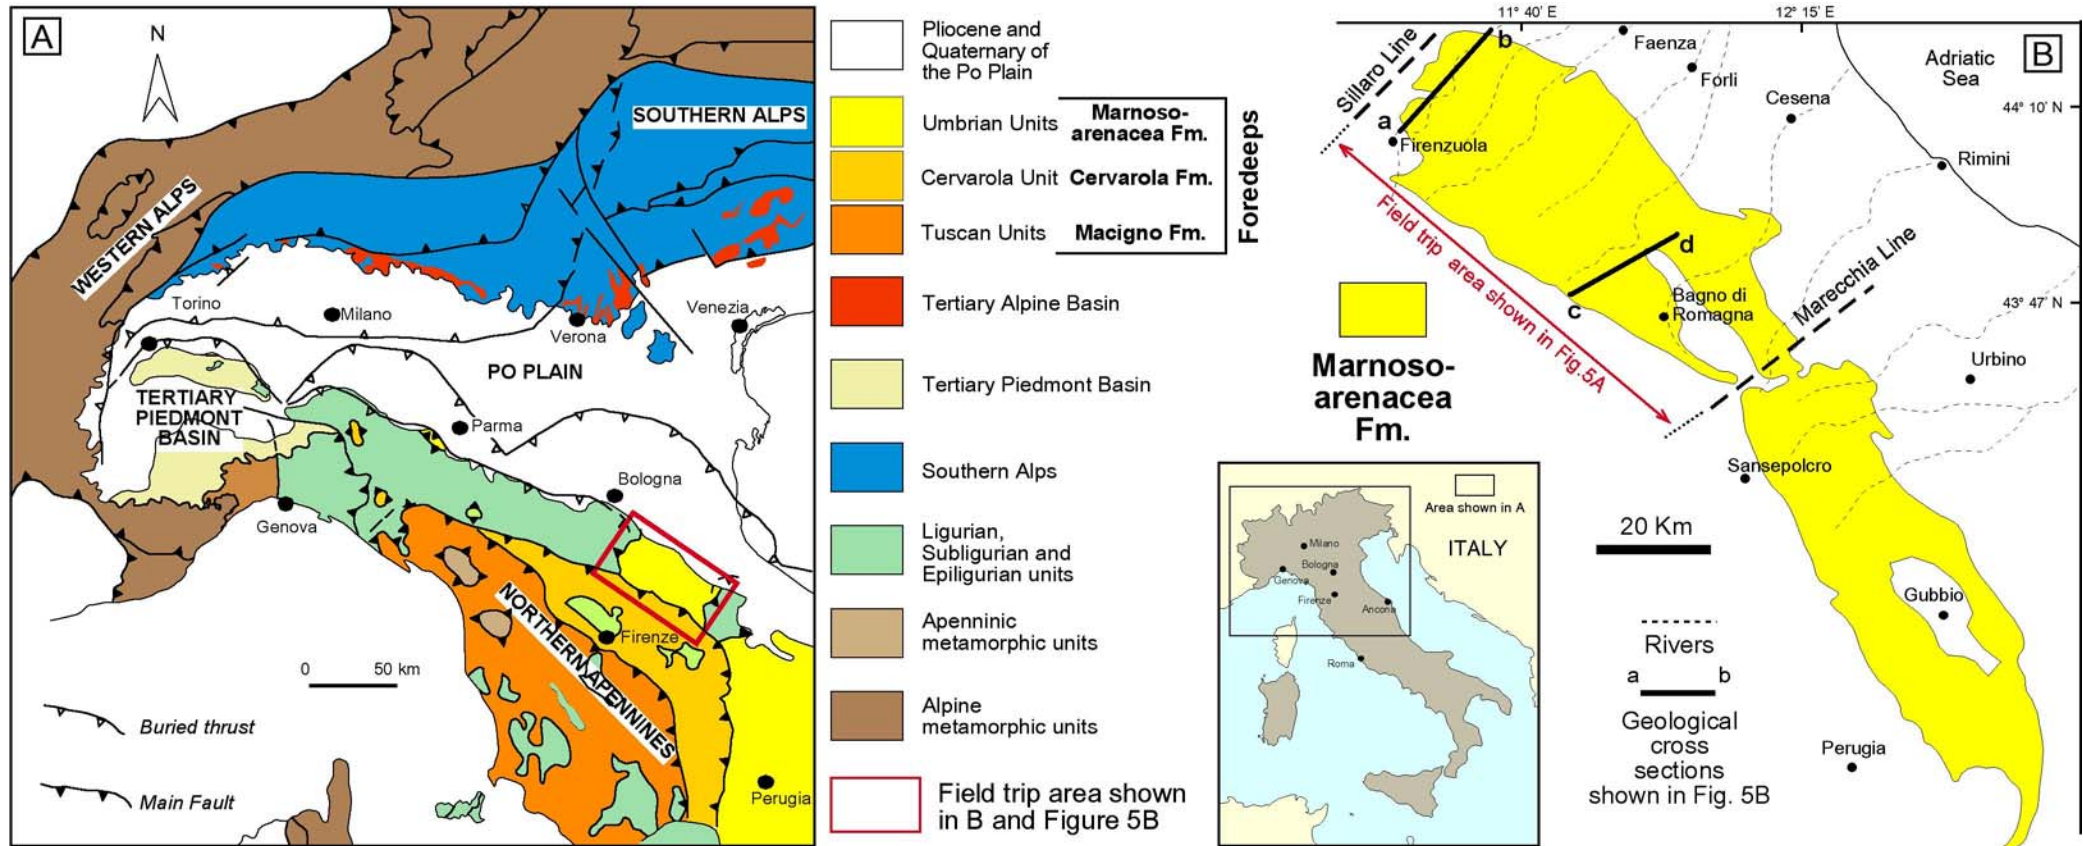 A
N
SOUTHERN ALPS
WESTERN ALPS
Torino
Milano
Venezia
Verona
PO PLAIN
TERTIARY
PIEDMONT
BASIN
Parma
Bologna
Genova
Firenze
NORTHERN APENNINES
0 50 km
Buried thrust
Main Fault
Perugia
Pliocene and
Quaternary of
the Po Plain
Umbrian Units
Marnoso-
arenacea Fm.
Cervarola Unit
Cervarola Fm.
Tuscan Units
Macigno Fm.
Foredeeps
Tertiary Alpine Basin
Tertiary Piedmont Basin
Southern Alps
Ligurian,
Subligurian and
Epiligurian units
Apenninic
metamorphic units
Alpine
metamorphic units
Field trip area shown
in B and Figure 5B
11° 40' E
12° 15' E
B
Sillaro Line
b
Faenza
Forli
Adriatic
Sea
Cesena
44° 10' N
a
Firenzuola
Rimini
Field trip area shown in Fig.5A
d
Marecchia Line
Bagno di
Romagna
c
43° 47' N
Urbino
Marnoso-
arenacea
Fm.
Sansepolcro
20 Km
Gubbio
Rivers
a b
Geological
cross
sections
shown in Fig. 5B
Perugia
Area shown in A
ITALY
Milano
Bologna
Genova
Firenze
Ancona
Roma